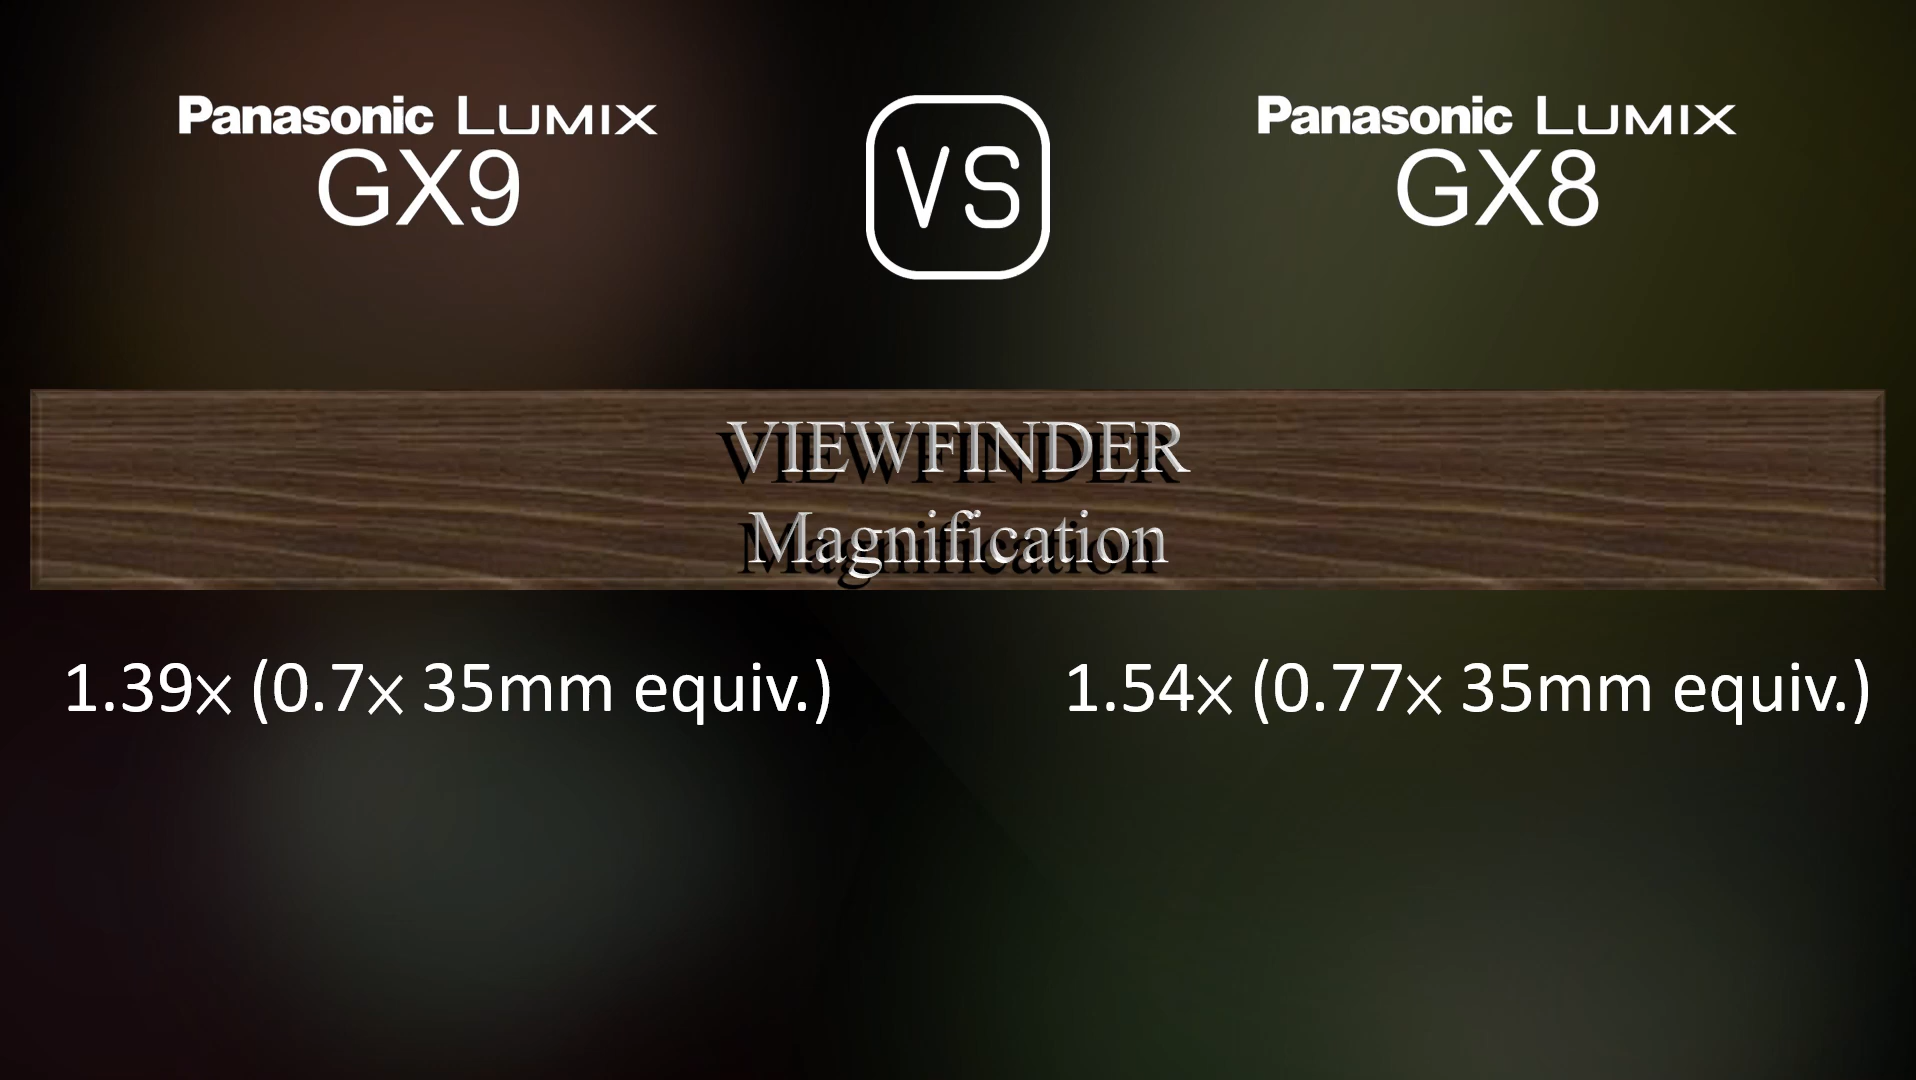 Panasonic LUMIX
GX9
VS
Panasonic LUMIX
GX8
VIEWFINDER
Magnification
1.39x (0.7x 35mm equiv.)
1.54x (0.77x 35mm equiv.)